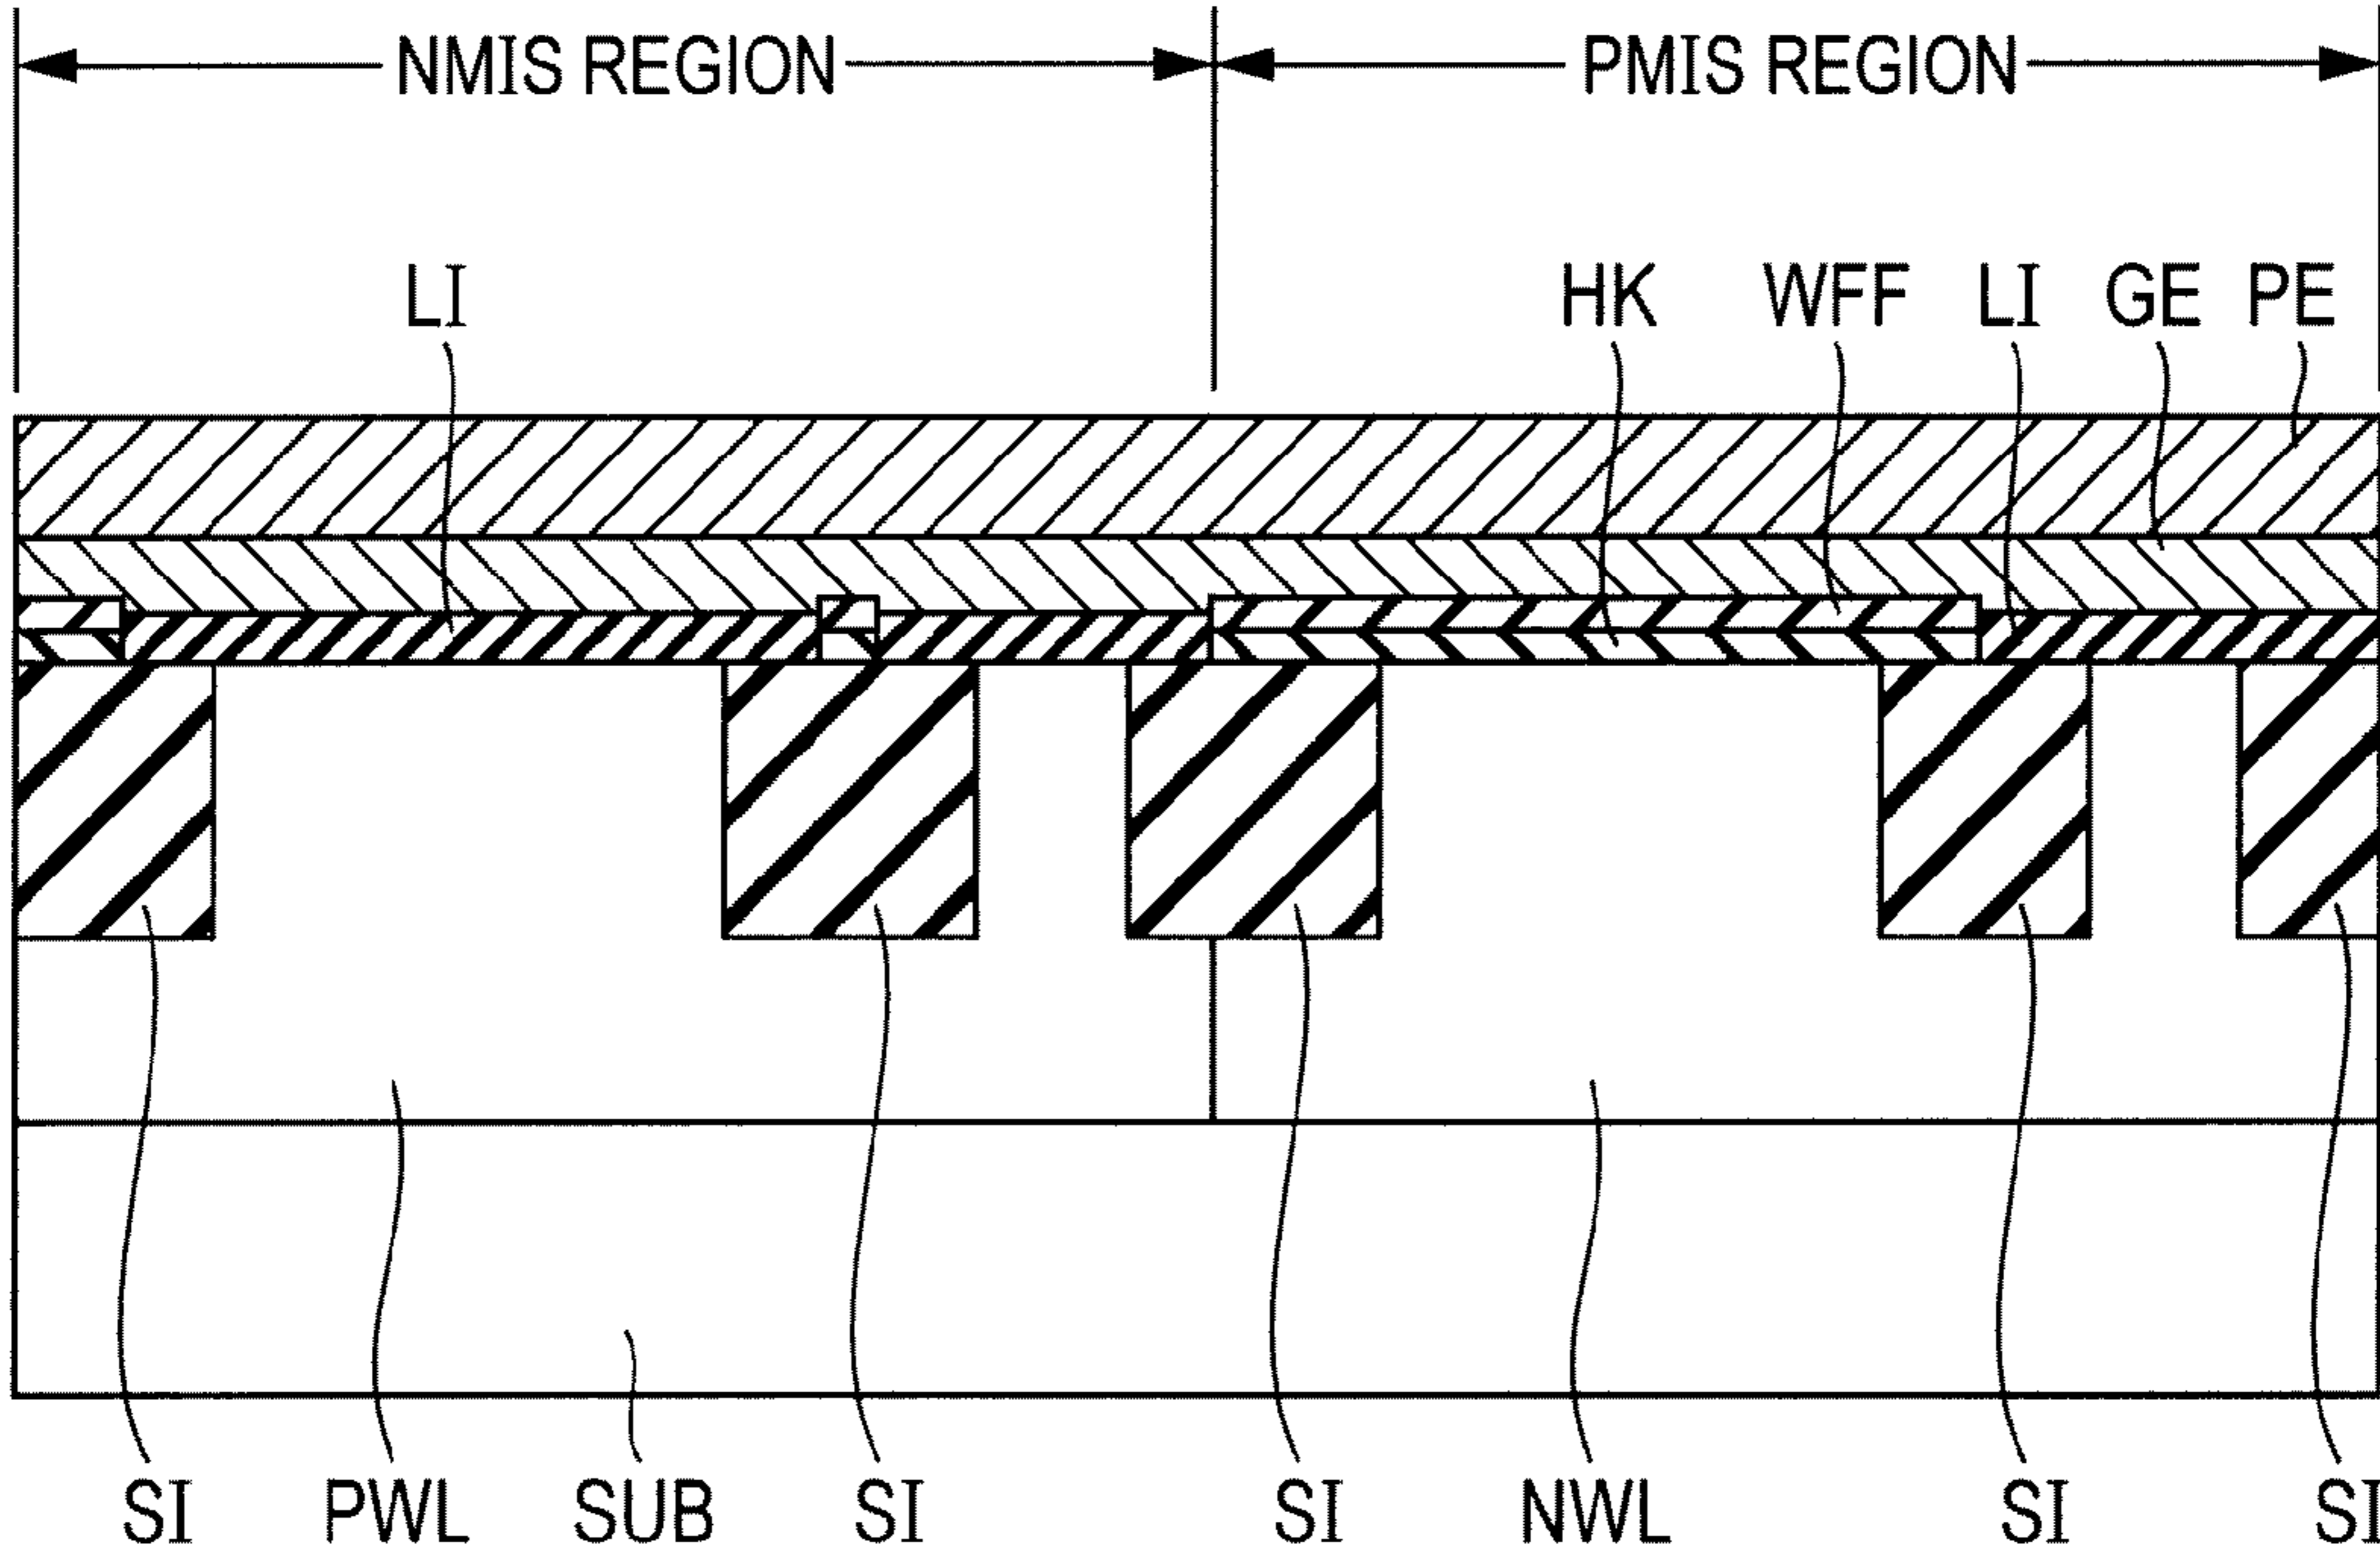 NMIS REGION PMIS REGION
LI HK WFF LI GE PE
SI PWL SUB SI SI NWL SI SI